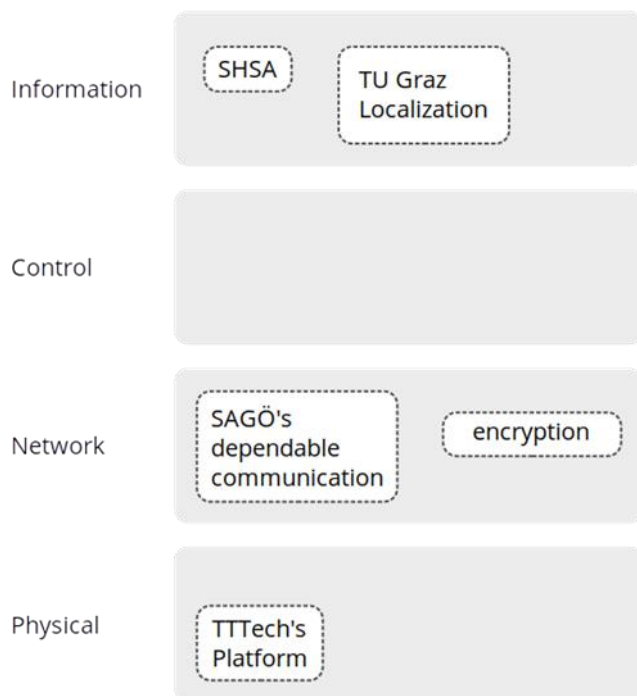 Information
SHSA
TU Graz
Localization
Control
Network
SAGÖ's
dependable
communication
encryption
Physical
TTTech's
Platform